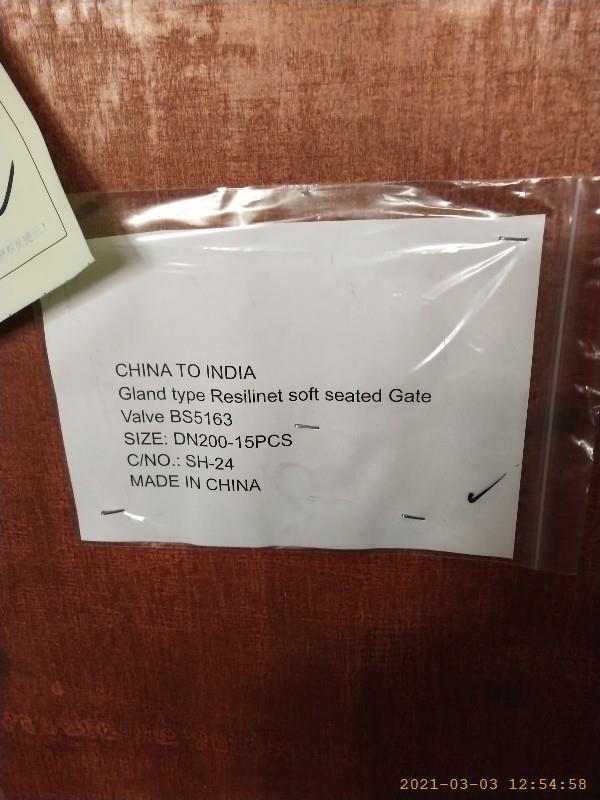 CHINA TO INDIA
Gland type Resilinet soft seated Gate
Valve BS5163
SIZE: DN200-15PCS
C/NO.: SH-24
MADE IN CHINA
2021-03-03 12:54:58